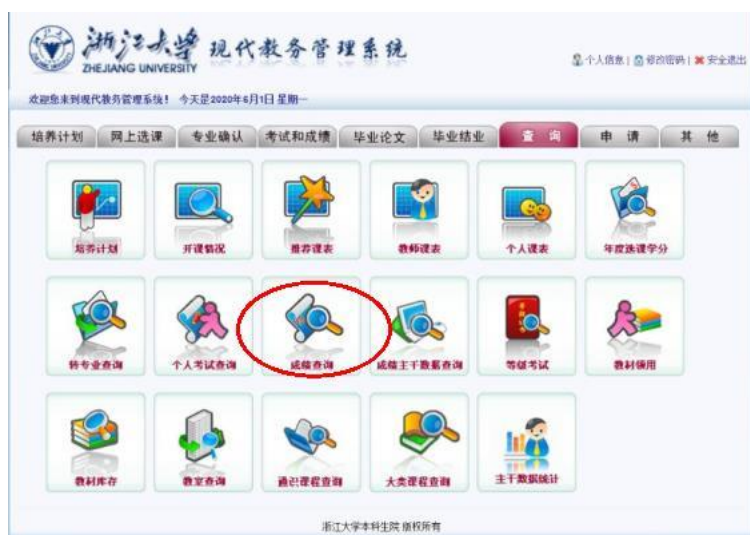 浙江大学 现代教务管理系统
ZHEJIANG UNIVERSITY
个人信息 | 修改密码 | 安全退出
欢迎您来到现代教务管理系统! 今天是2020年6月1日 星期一
培养计划 网上选课 专业确认 考试和成绩 毕业论文 毕业结业 查 询 申 请 其 他
培养计划 开课情况 推荐课表 教师课表 个人课表 年度选课学分
转专业查询 个人考试查询 成绩查询 成绩主干数据查询 等级考试 教材领用
教材库存 教室查询 通识课程查询 大类课程查询 主干数据统计
浙江大学本科生院 版权所有